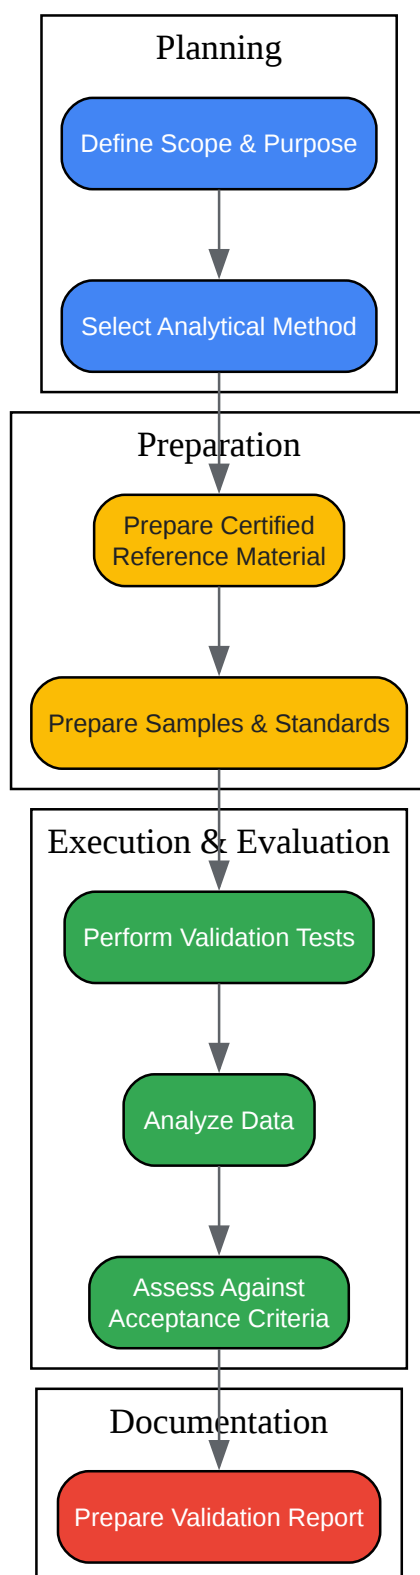 Planning
Define Scope & Purpose
Select Analytical Method
Preparation
Prepare Certified
Reference Material
Prepare Samples & Standards
Execution & Evaluation
Perform Validation Tests
Analyze Data
Assess Against
Acceptance Criteria
Documentation
Prepare Validation Report